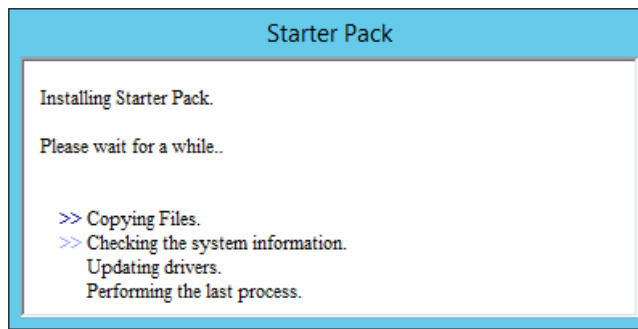 Starter Pack
Installing Starter Pack.
Please wait for a while..
>> Copying Files.
>> Checking the system information.
Updating drivers.
Performing the last process.